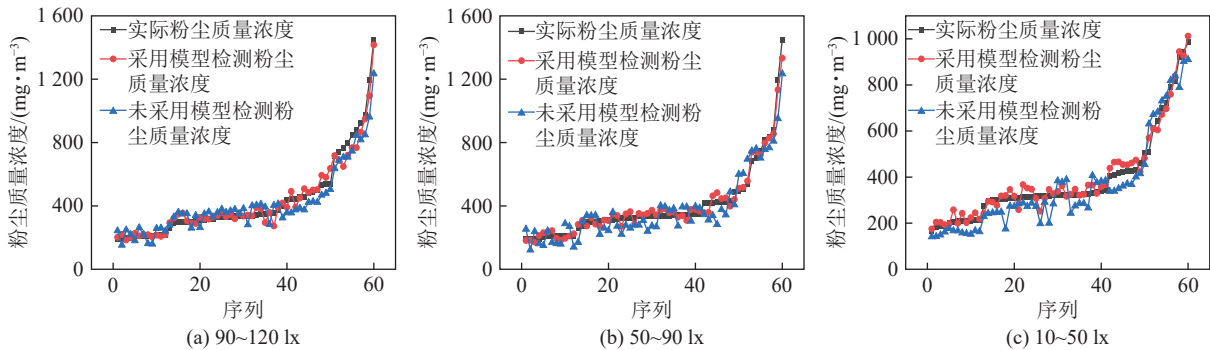 1 600
1 200
800
400
0
粉尘质量浓度/(mg·m⁻³)
实际粉尘质量浓度
采用模型检测粉尘
质量浓度
未采用模型检测粉
尘质量浓度
0 20 40 60
序列
(a) 90~120 lx
1 600
1 200
800
400
0
粉尘质量浓度/(mg·m⁻³)
实际粉尘质量浓度
采用模型检测粉尘
质量浓度
未采用模型检测粉
尘质量浓度
0 20 40 60
序列
(b) 50~90 lx
1 000
800
600
400
200
0
粉尘质量浓度/(mg·m⁻³)
实际粉尘质量浓度
采用模型检测粉尘
质量浓度
未采用模型检测粉
尘质量浓度
0 20 40 60
序列
(c) 10~50 lx